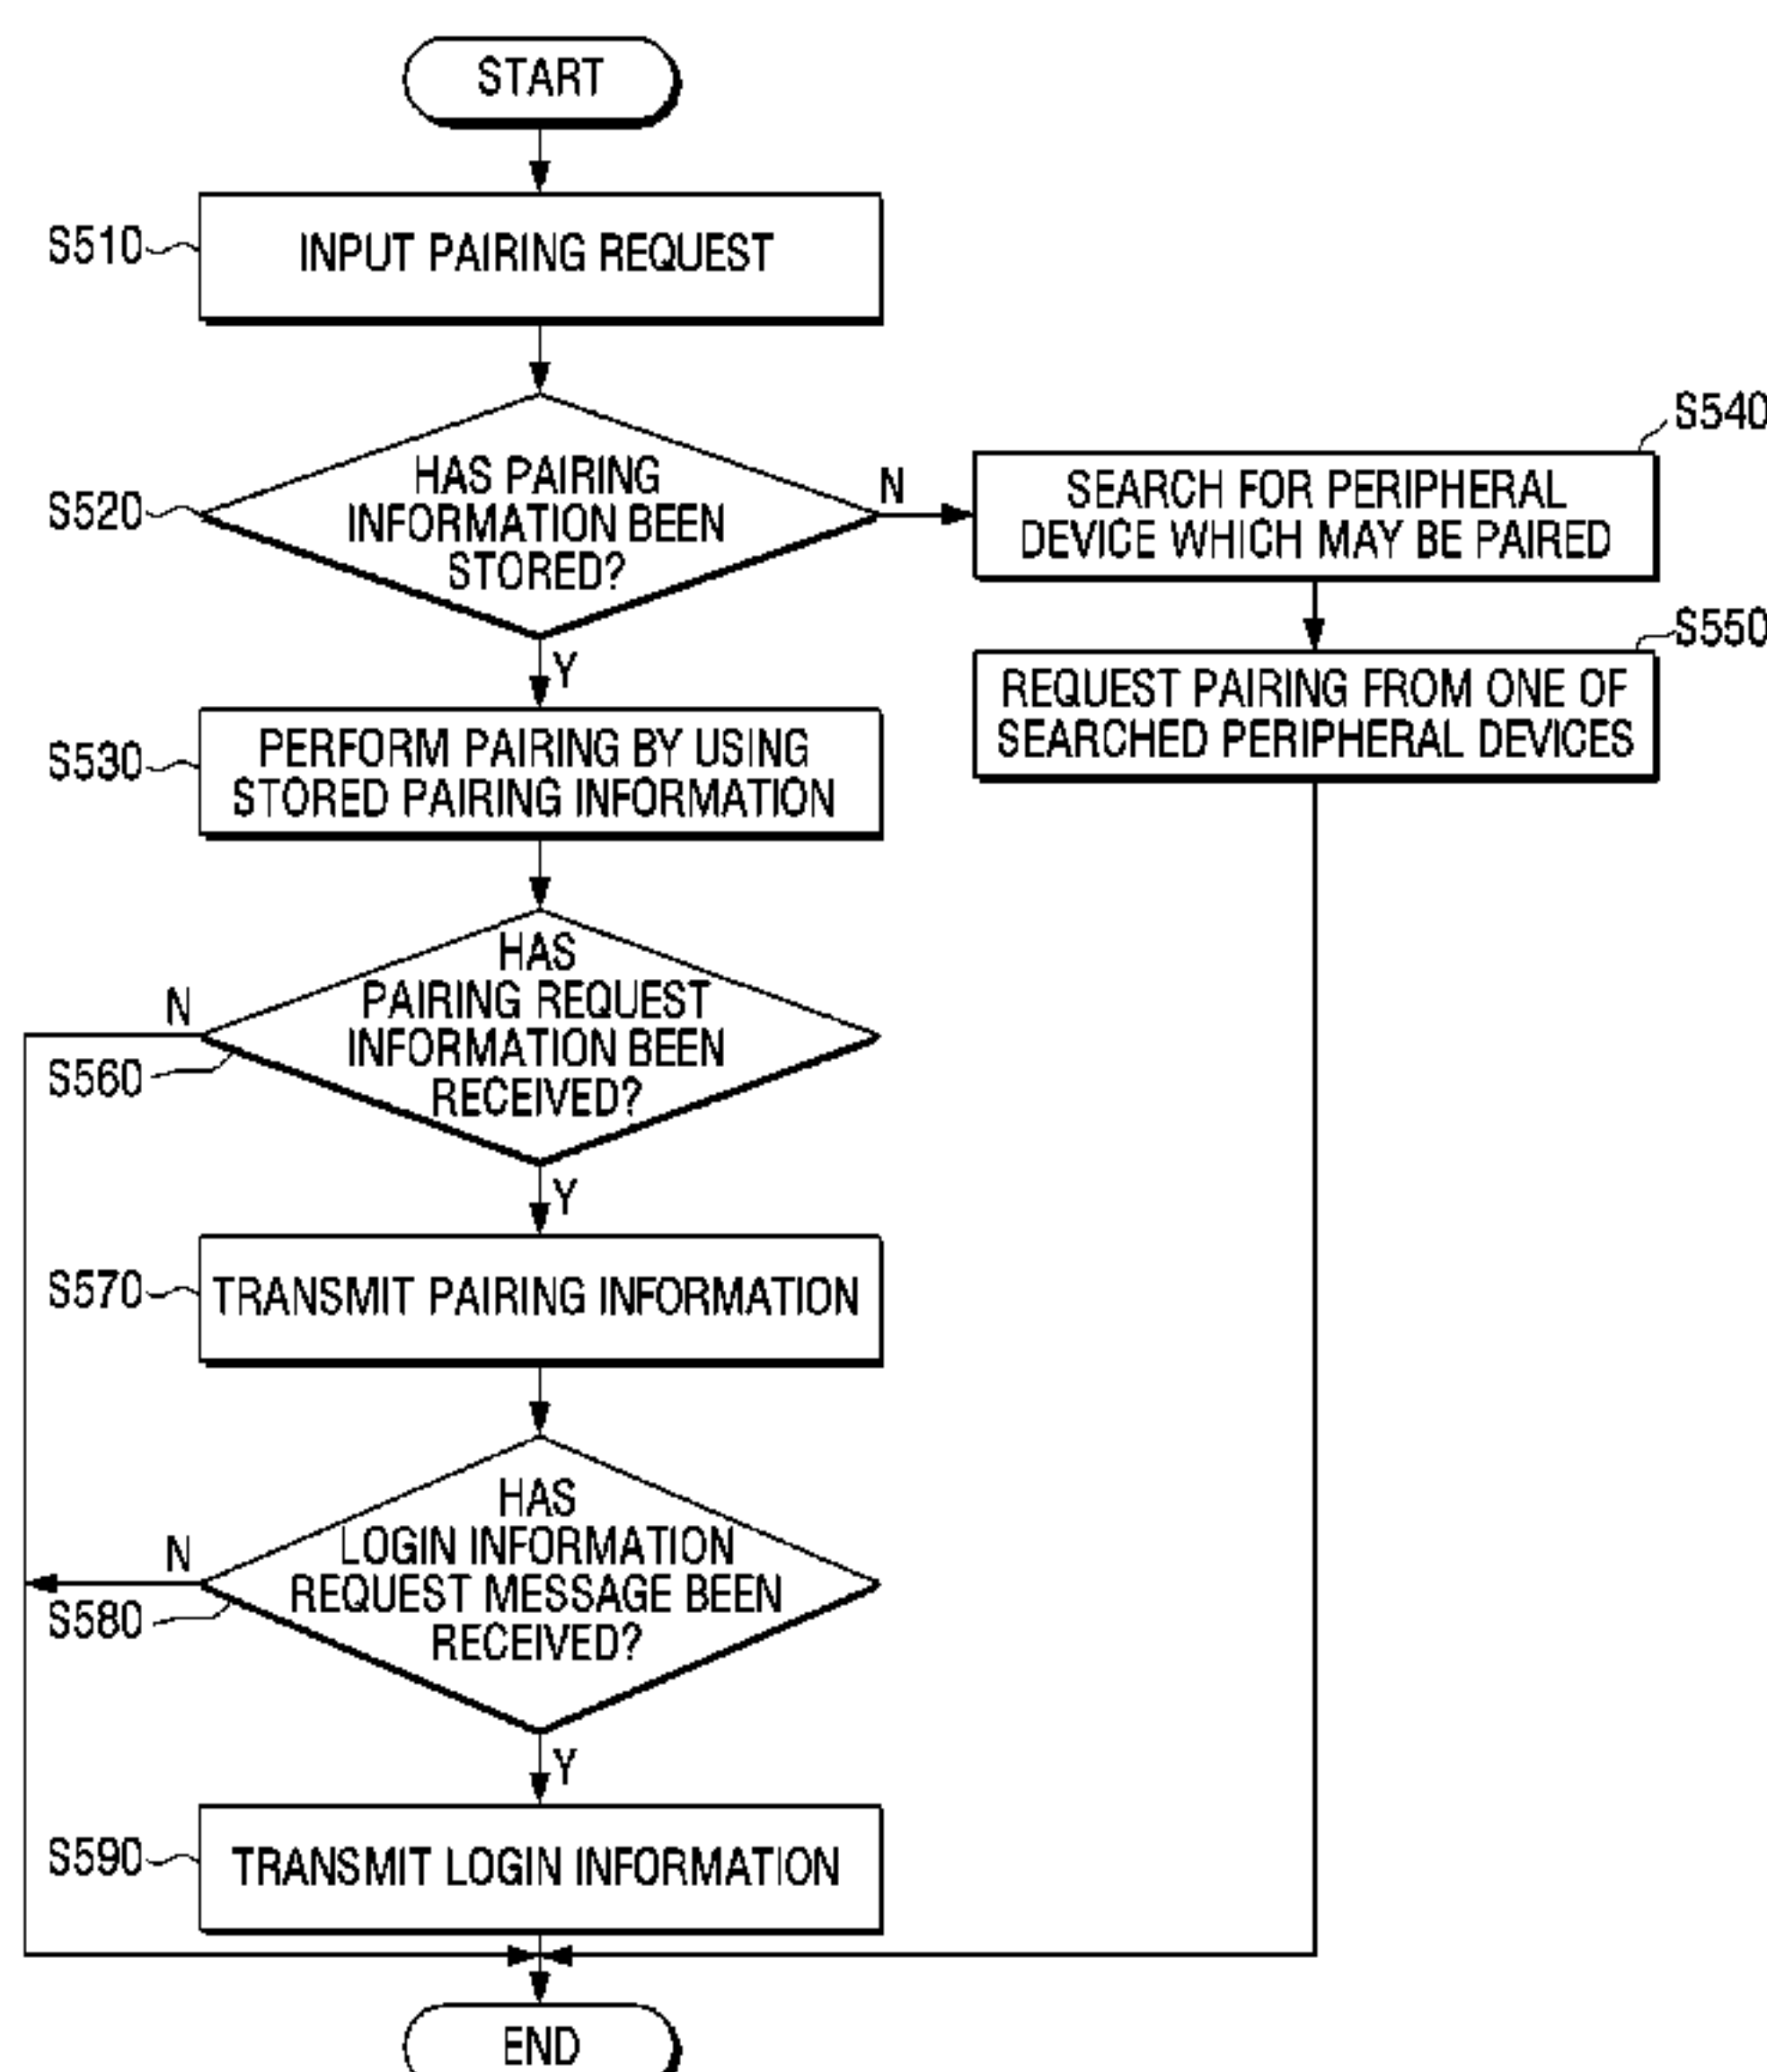 START
S510
INPUT PAIRING REQUEST
S520
HAS PAIRING
INFORMATION BEEN
STORED?
N
S540
SEARCH FOR PERIPHERAL
DEVICE WHICH MAY BE PAIRED
Y
S550
REQUEST PAIRING FROM ONE OF
SEARCHED PERIPHERAL DEVICES
S530
PERFORM PAIRING BY USING
STORED PAIRING INFORMATION
N
S560
HAS
PAIRING REQUEST
INFORMATION BEEN
RECEIVED?
Y
S570
TRANSMIT PAIRING INFORMATION
N
S580
HAS
LOGIN INFORMATION
REQUEST MESSAGE BEEN
RECEIVED?
Y
S590
TRANSMIT LOGIN INFORMATION
END